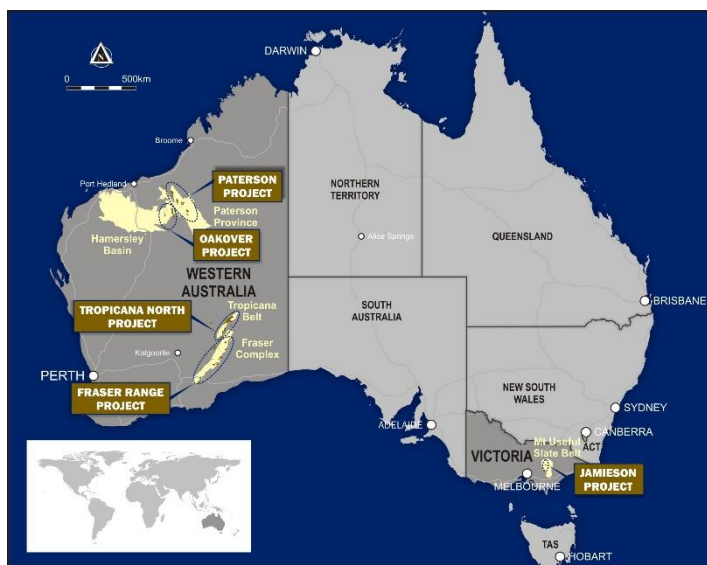 DARWIN
0 500km
Broome
Port Hedland
PATERSON
PROJECT
NORTHERN
TERRITORY
Paterson
Province
Alice Springs
QUEENSLAND
Hamersley
Basin
OAKOVER
PROJECT
WESTERN
AUSTRALIA
TROPICANA NORTH
PROJECT
Tropicana
Belt
SOUTH
AUSTRALIA
BRISBANE
Kalgoorlie
Fraser
Complex
PERTH
FRASER RANGE
PROJECT
NEW SOUTH
WALES
SYDNEY
ADELAIDE
CANBERRA
ACT
Mt Useful
Slate Belt
VICTORIA
MELBOURNE
JAMIESON
PROJECT
TAS
HOBART